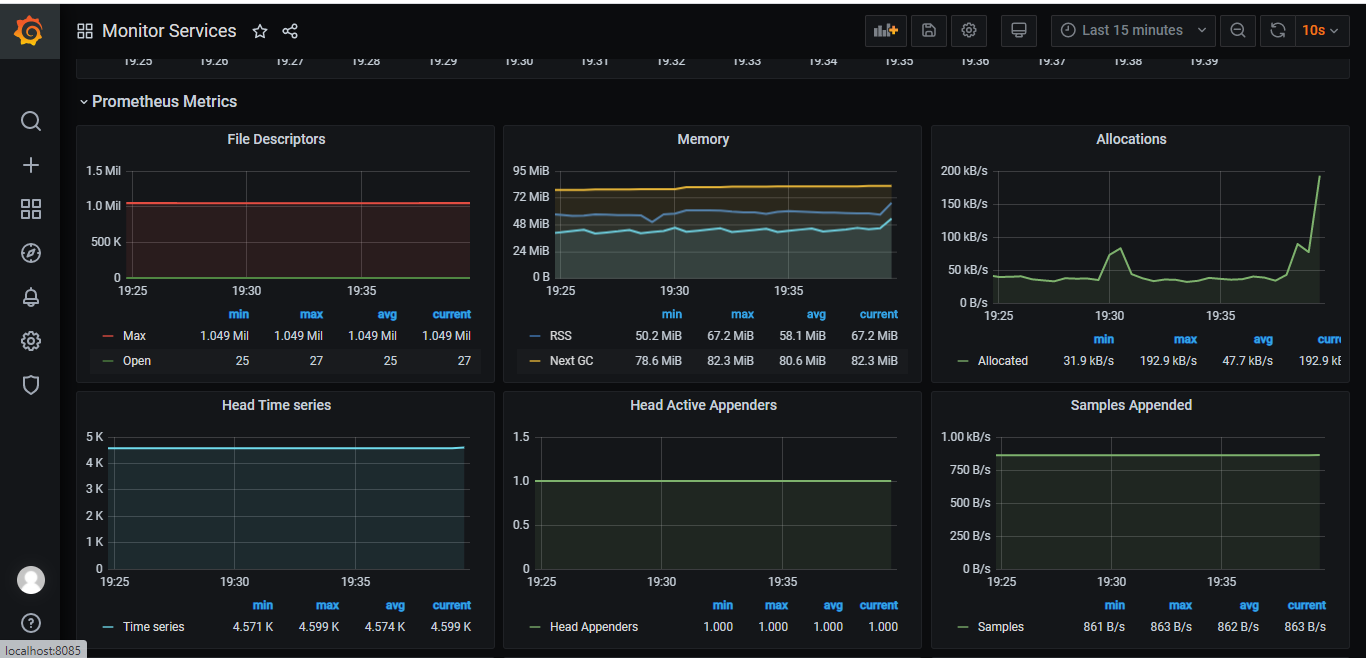 Monitor Services
Last 15 minutes
10s
19:25 19:26 19:27 19:28 19:29 19:30 19:31 19:32 19:33 19:34 19:35 19:36 19:37 19:38 19:39
Prometheus Metrics
File Descriptors
1.5 Mil
1.0 Mil
500 K
0
19:25 19:30 19:35
min max avg current
Max 1.049 Mil 1.049 Mil 1.049 Mil 1.049 Mil
Open 25 27 25 27
Memory
95 MiB
72 MiB
48 MiB
24 MiB
0 B
19:25 19:30 19:35
min max avg current
RSS 50.2 MiB 67.2 MiB 58.1 MiB 67.2 MiB
Next GC 78.6 MiB 82.3 MiB 80.6 MiB 82.3 MiB
Allocations
200 kB/s
150 kB/s
100 kB/s
50 kB/s
0 B/s
19:25 19:30 19:35
min max avg curr
Allocated 31.9 kB/s 192.9 kB/s 47.7 kB/s 192.9 kE
Head Time series
5 K
4 K
3 K
2 K
1 K
0
19:25 19:30 19:35
min max avg current
Time series 4.571 K 4.599 K 4.574 K 4.599 K
Head Active Appenders
1.5
1.0
0.5
0
19:25 19:30 19:35
min max avg current
Head Appenders 1.000 1.000 1.000 1.000
Samples Appended
1.00 kB/s
750 B/s
500 B/s
250 B/s
0 B/s
19:25 19:30 19:35
min max avg current
Samples 861 B/s 863 B/s 862 B/s 863 B/s
localhost:8085